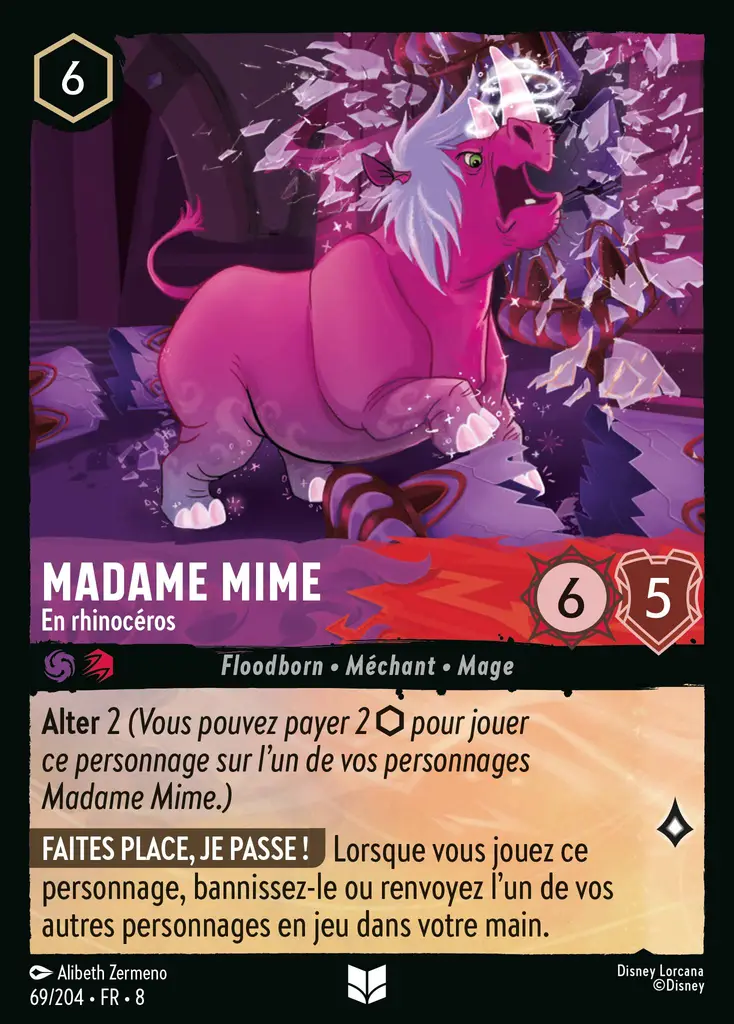 6
MADAME MIME
En rhinocéros
6
5
Floodborn • Méchant • Mage
Alter 2 (Vous pouvez payer 2 pour jouer
ce personnage sur l'un de vos personnages
Madame Mime.)
FAITES PLACE, JE PASSE ! Lorsque vous jouez ce
personnage, bannissez-le ou renvoyez l'un de vos
autres personnages en jeu dans votre main.
Alibeth Zermeno
69/204 • FR • 8
Disney Lorcana
©Disney